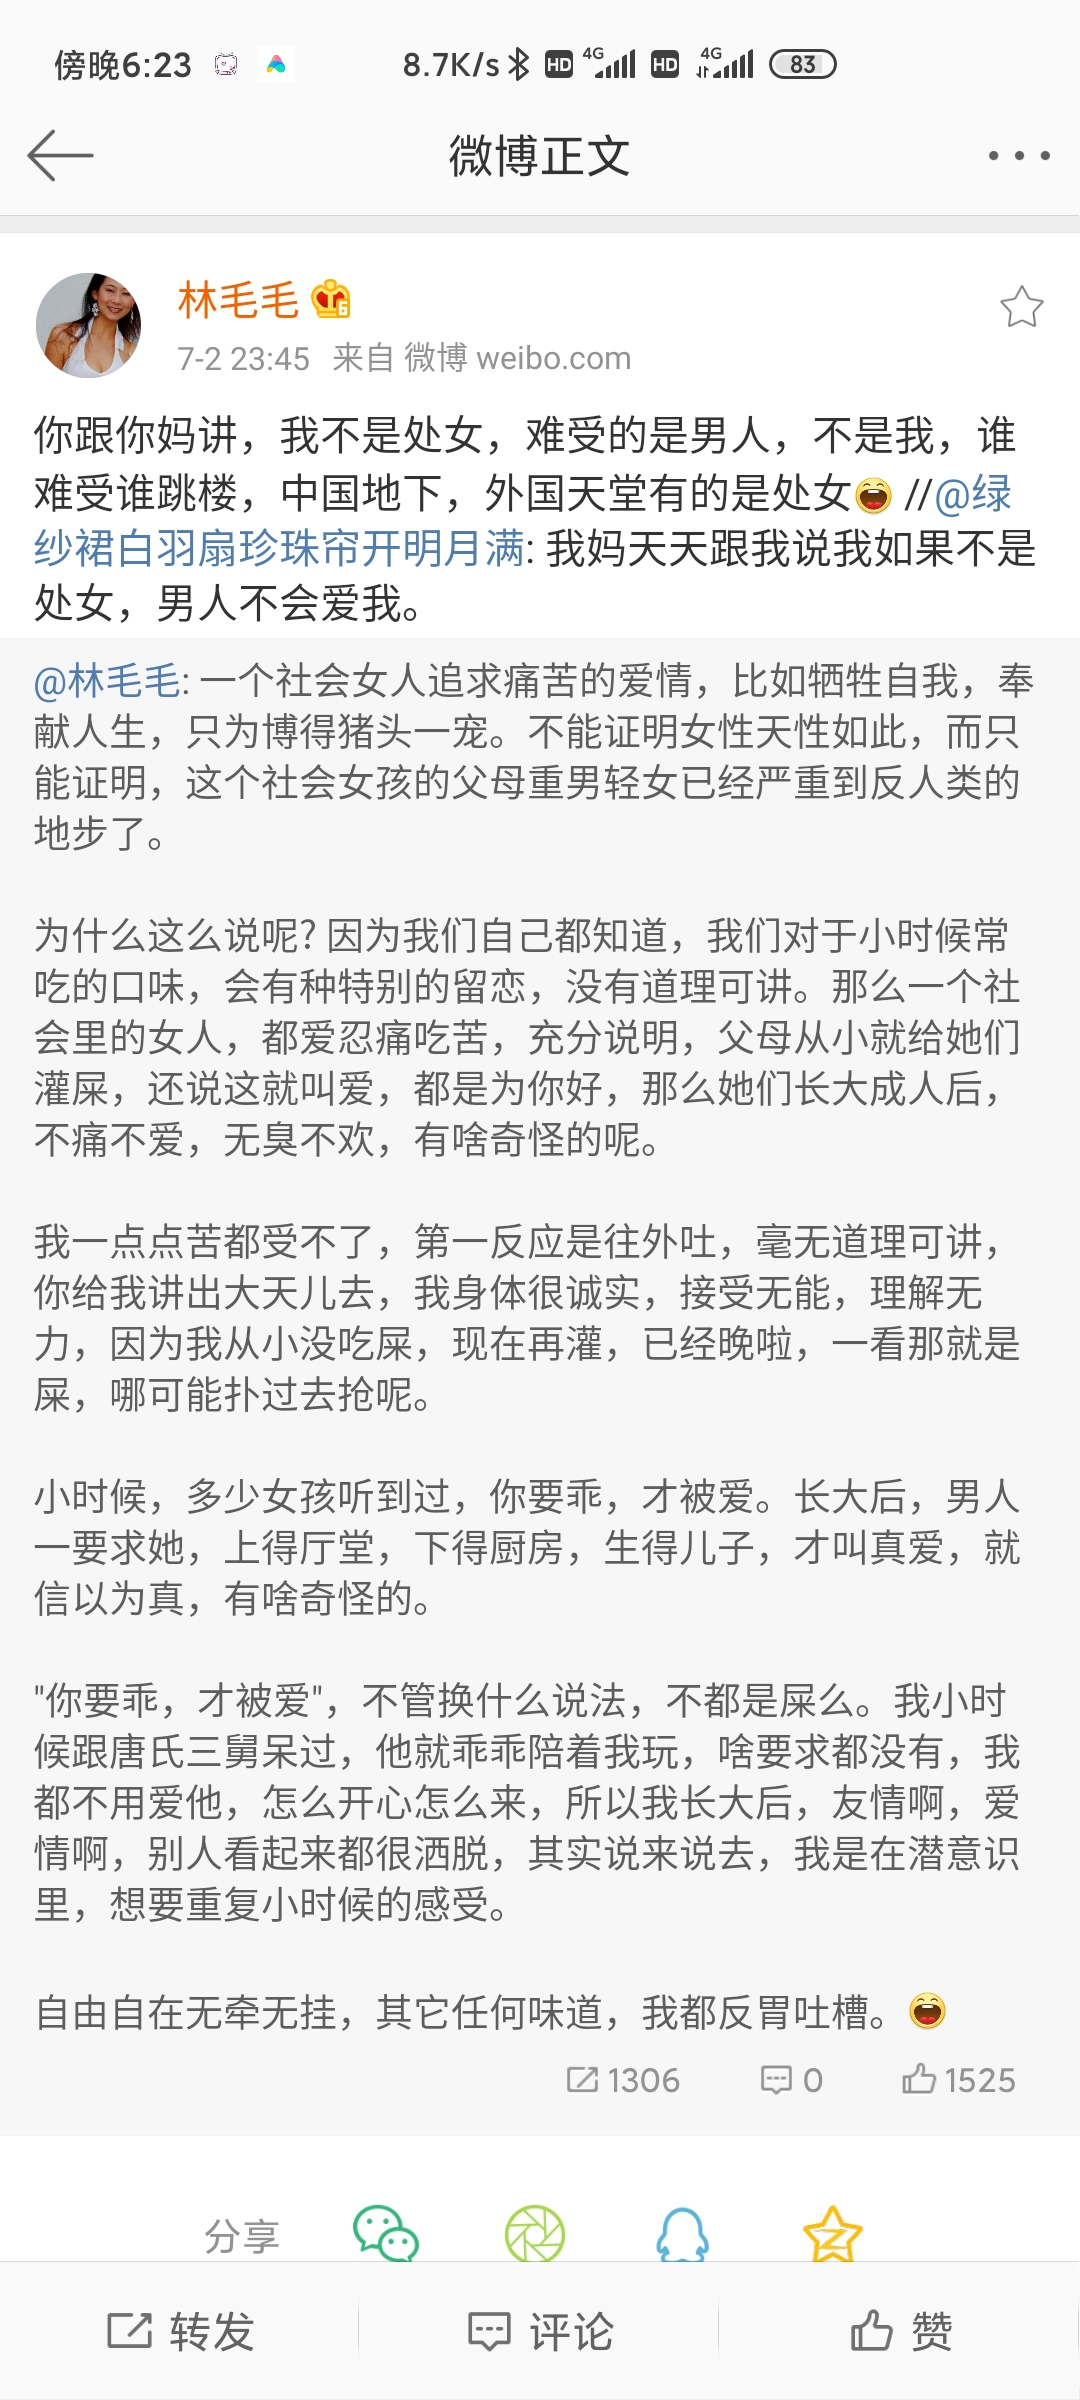 傍晚6:23 8.7K/s HD 4G HD 4G 83
微博正文
林毛毛 6
7-2 23:45 来自 微博 weibo.com
你跟你妈讲，我不是处女，难受的是男人，不是我，谁
难受谁跳楼，中国地下，外国天堂有的是处女 //@绿
纱裙白羽扇珍珠帘开明月满: 我妈天天跟我说我如果不是
处女，男人不会爱我。
@林毛毛: 一个社会女人追求痛苦的爱情，比如牺牲自我，奉
献人生，只为博得猪头一宠。不能证明女性天性如此，而只
能证明，这个社会女孩的父母重男轻女已经严重到反人类的
地步了。
为什么这么说呢? 因为我们自己都知道，我们对于小时候常
吃的口味，会有种特别的留恋，没有道理可讲。那么一个社
会里的女人，都爱忍痛吃苦，充分说明，父母从小就给她们
灌屎，还说这就叫爱，都是为你好，那么她们长大成人后，
不痛不爱，无臭不欢，有啥奇怪的呢。
我一点点苦都受不了，第一反应是往外吐，毫无道理可讲，
你给我讲出大天儿去，我身体很诚实，接受无能，理解无
力，因为我从小没吃屎，现在再灌，已经晚啦，一看那就是
屎，哪可能扑过去抢呢。
小时候，多少女孩听到过，你要乖，才被爱。长大后，男人
一要求她，上得厅堂，下得厨房，生得儿子，才叫真爱，就
信以为真，有啥奇怪的。
"你要乖，才被爱"，不管换什么说法，不都是屎么。我小时
候跟唐氏三舅呆过，他就乖乖陪着我玩，啥要求都没有，我
都不用爱他，怎么开心怎么来，所以我长大后，友情啊，爱
情啊，别人看起来都很洒脱，其实说来说去，我是在潜意识
里，想要重复小时候的感受。
自由自在无牵无挂，其它任何味道，我都反胃吐槽。
1306 0 1525
分享
转发 评论 赞